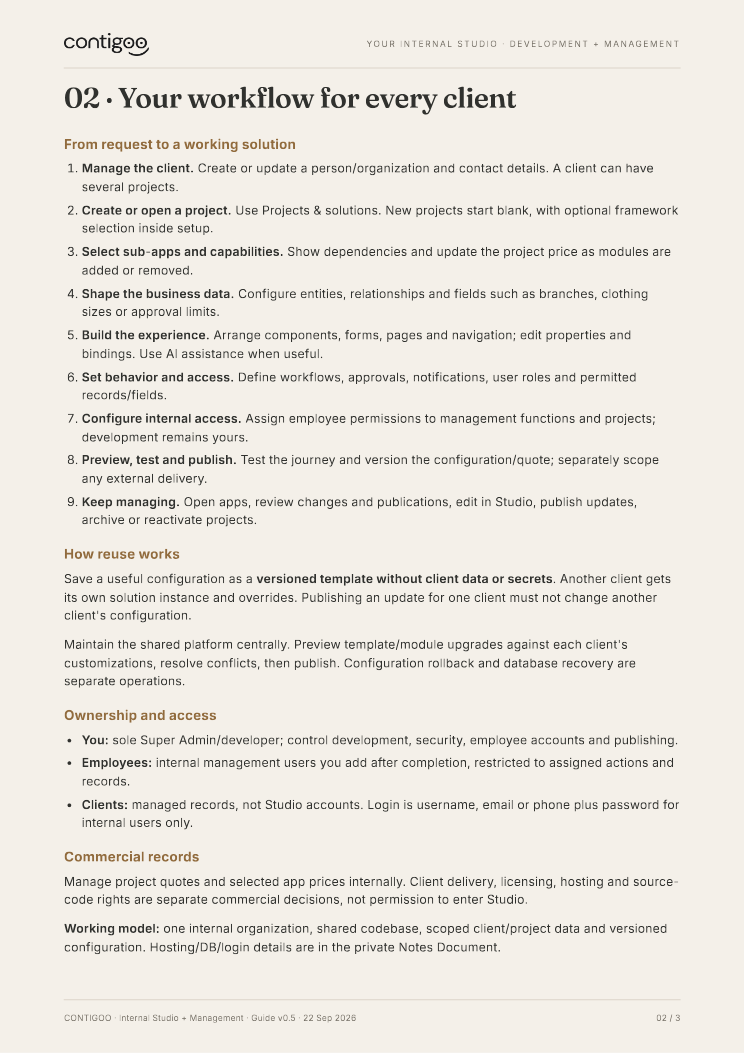 contigoo
YOUR INTERNAL STUDIO · DEVELOPMENT + MANAGEMENT
02 · Your workflow for every client
From request to a working solution
1. Manage the client. Create or update a person/organization and contact details. A client can have
several projects.
2. Create or open a project. Use Projects & solutions. New projects start blank, with optional framework
selection inside setup.
3. Select sub-apps and capabilities. Show dependencies and update the project price as modules are
added or removed.
4. Shape the business data. Configure entities, relationships and fields such as branches, clothing
sizes or approval limits.
5. Build the experience. Arrange components, forms, pages and navigation; edit properties and
bindings. Use AI assistance when useful.
6. Set behavior and access. Define workflows, approvals, notifications, user roles and permitted
records/fields.
7. Configure internal access. Assign employee permissions to management functions and projects;
development remains yours.
8. Preview, test and publish. Test the journey and version the configuration/quote; separately scope
any external delivery.
9. Keep managing. Open apps, review changes and publications, edit in Studio, publish updates,
archive or reactivate projects.
How reuse works
Save a useful configuration as a versioned template without client data or secrets. Another client gets
its own solution instance and overrides. Publishing an update for one client must not change another
client's configuration.
Maintain the shared platform centrally. Preview template/module upgrades against each client's
customizations, resolve conflicts, then publish. Configuration rollback and database recovery are
separate operations.
Ownership and access
• You: sole Super Admin/developer; control development, security, employee accounts and publishing.
• Employees: internal management users you add after completion, restricted to assigned actions and
records.
• Clients: managed records, not Studio accounts. Login is username, email or phone plus password for
internal users only.
Commercial records
Manage project quotes and selected app prices internally. Client delivery, licensing, hosting and source-
code rights are separate commercial decisions, not permission to enter Studio.
Working model: one internal organization, shared codebase, scoped client/project data and versioned
configuration. Hosting/DB/login details are in the private Notes Document.
CONTIGOO · Internal Studio + Management · Guide v0.5 · 22 Sep 2026
02 / 3